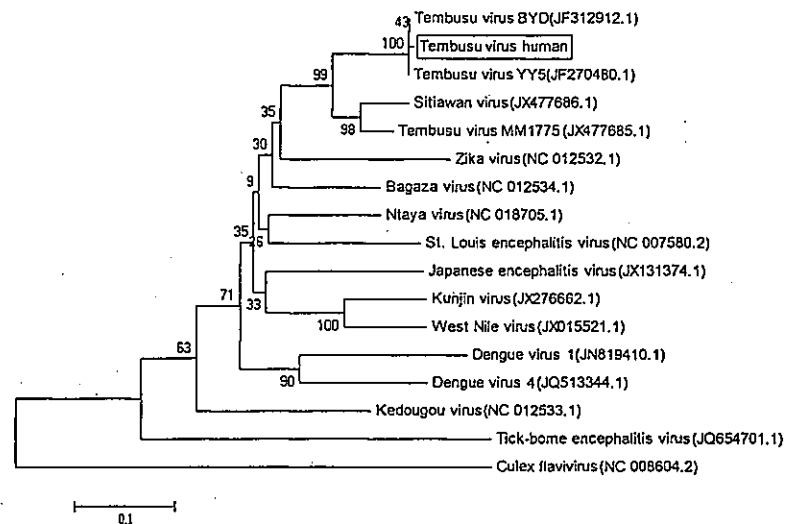 43 Tembusu virus BYD(JF312912.1)
100 Tembusu virus human
Tembusu virus YY5(JF270480.1)
99 Sitiawan virus(JX477686.1)
98 Tembusu virus MM1775(JX477685.1)
35
Zika virus(NC 012532.1)
30
Bagaza virus(NC 012534.1)
9
Ntaya virus(NC 018705.1)
35 26 St. Louis encephalitis virus(NC 007580.2)
Japanese encephalitis virus(JX131374.1)
71 33 Kunjin virus(JX276662.1)
100 West Nile virus(JX015521.1)
63 Dengue virus 1(JN819410.1)
90 Dengue virus 4(JQ513344.1)
Kedougou virus(NC 012533.1)
Tick-borne encephalitis virus(JQ654701.1)
Culex flavivirus(NC 008604.2)
0.1